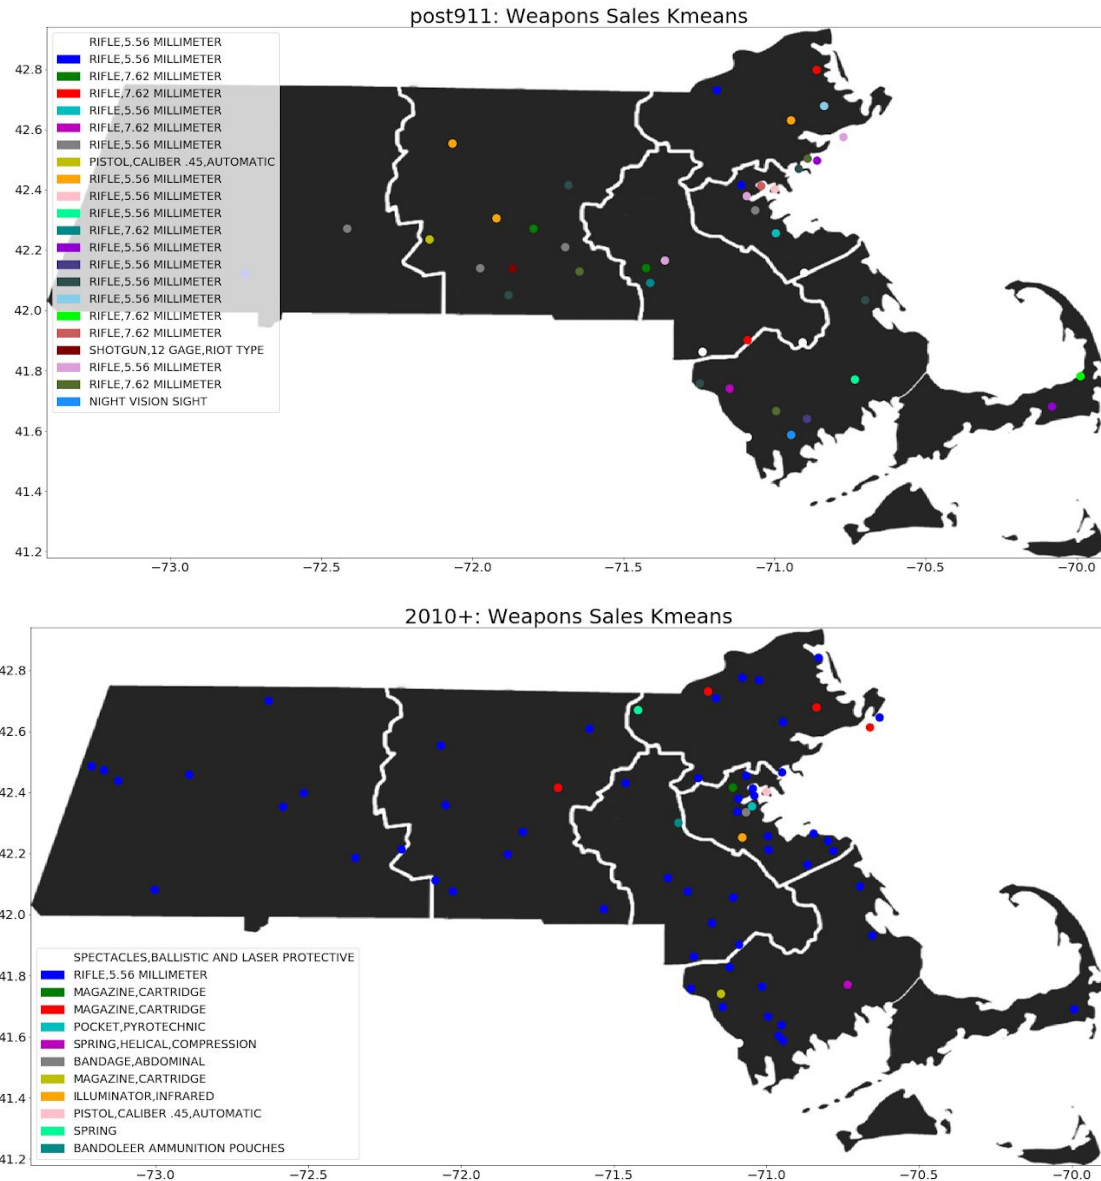 post911: Weapons Sales Kmeans
RIFLE,5.56 MILLIMETER
RIFLE,5.56 MILLIMETER
RIFLE,7.62 MILLIMETER
RIFLE,7.62 MILLIMETER
RIFLE,5.56 MILLIMETER
RIFLE,7.62 MILLIMETER
RIFLE,5.56 MILLIMETER
PISTOL,CALIBER .45,AUTOMATIC
RIFLE,5.56 MILLIMETER
RIFLE,5.56 MILLIMETER
RIFLE,5.56 MILLIMETER
RIFLE,7.62 MILLIMETER
RIFLE,5.56 MILLIMETER
RIFLE,5.56 MILLIMETER
RIFLE,5.56 MILLIMETER
RIFLE,5.56 MILLIMETER
RIFLE,7.62 MILLIMETER
RIFLE,7.62 MILLIMETER
SHOTGUN,12 GAGE,RIOT TYPE
RIFLE,5.56 MILLIMETER
RIFLE,7.62 MILLIMETER
NIGHT VISION SIGHT
42.8
42.6
42.4
42.2
42.0
41.8
41.6
41.4
41.2
−73.0 −72.5 −72.0 −71.5 −71.0 −70.5 −70.0
2010+: Weapons Sales Kmeans
42.8
42.6
42.4
42.2
42.0
41.8
41.6
41.4
41.2
SPECTACLES,BALLISTIC AND LASER PROTECTIVE
RIFLE,5.56 MILLIMETER
MAGAZINE,CARTRIDGE
MAGAZINE,CARTRIDGE
POCKET,PYROTECHNIC
SPRING,HELICAL,COMPRESSION
BANDAGE,ABDOMINAL
MAGAZINE,CARTRIDGE
ILLUMINATOR,INFRARED
PISTOL,CALIBER .45,AUTOMATIC
SPRING
BANDOLEER AMMUNITION POUCHES
−73.0 −72.5 −72.0 −71.5 −71.0 −70.5 −70.0